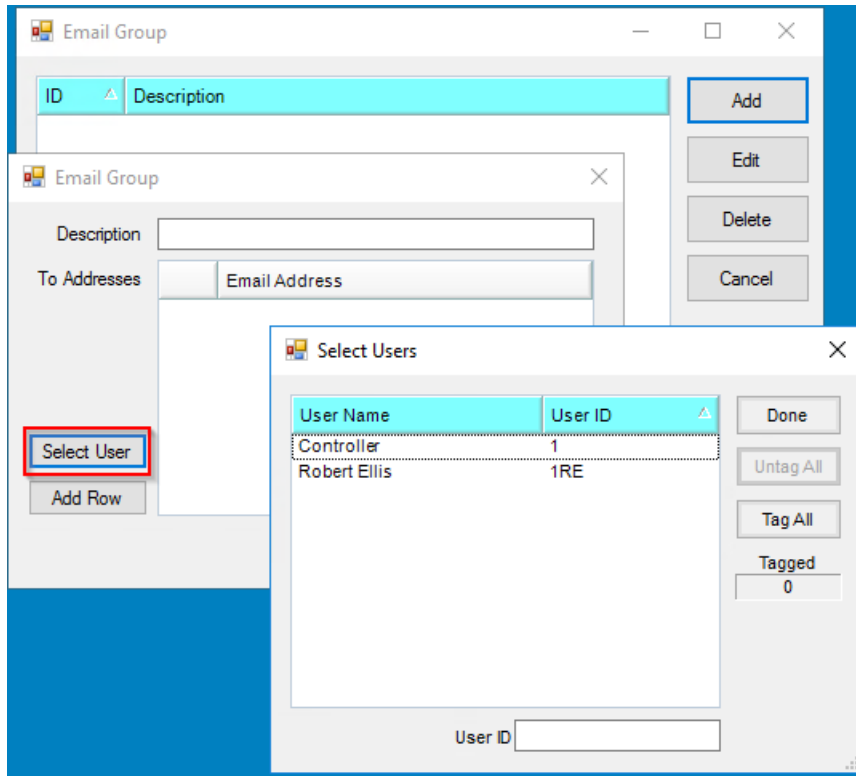 Email Group
ID Description
Add
Edit
Delete
Cancel
Email Group
Description
To Addresses
Email Address
Select User
Add Row
Select Users
User Name User ID
Controller 1
Robert Ellis 1RE
Done
Untag All
Tag All
Tagged
0
User ID